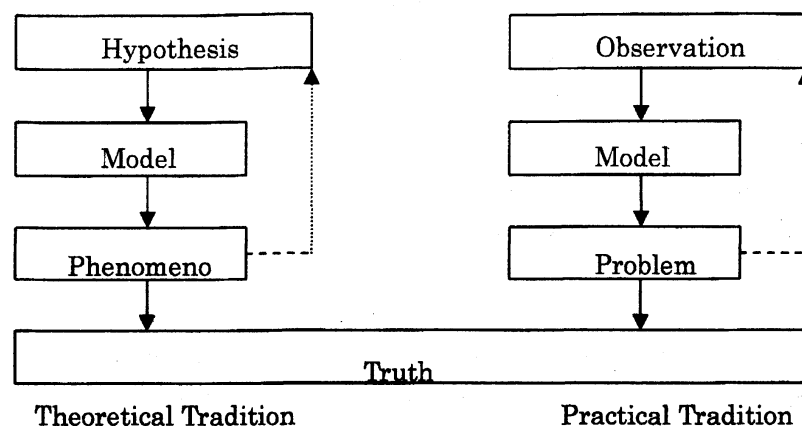 Hypothesis
Observation
Model
Model
Phenomeno
Problem
Truth
Theoretical Tradition
Practical Tradition